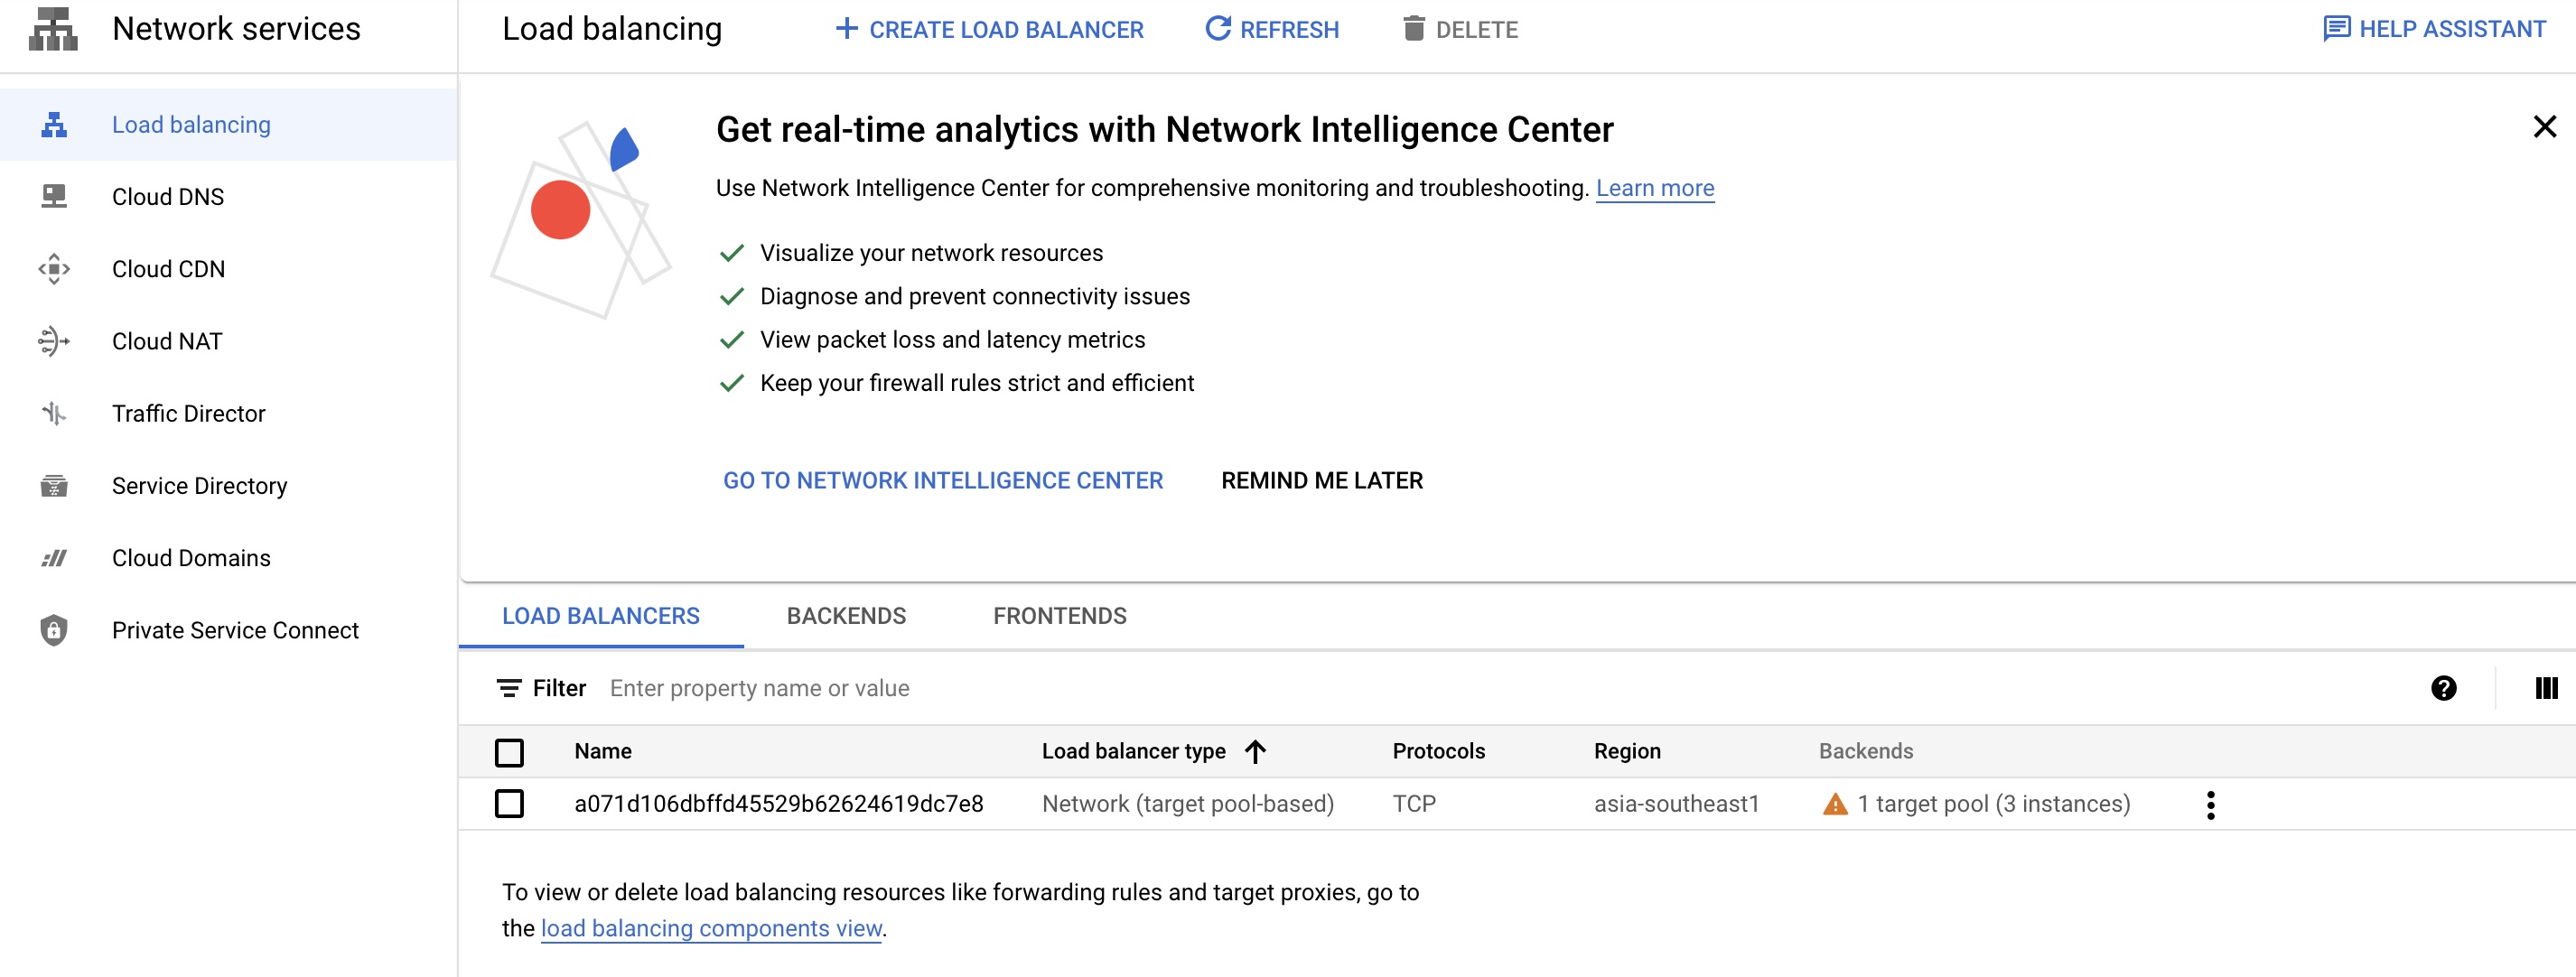 Network services
Load balancing
CREATE LOAD BALANCER
REFRESH
DELETE
HELP ASSISTANT
Load balancing
Cloud DNS
Cloud CDN
Cloud NAT
Traffic Director
Service Directory
Cloud Domains
Private Service Connect
Get real-time analytics with Network Intelligence Center
Use Network Intelligence Center for comprehensive monitoring and troubleshooting. Learn more
Visualize your network resources
Diagnose and prevent connectivity issues
View packet loss and latency metrics
Keep your firewall rules strict and efficient
GO TO NETWORK INTELLIGENCE CENTER
REMIND ME LATER
LOAD BALANCERS
BACKENDS
FRONTENDS
Filter Enter property name or value
Name Load balancer type Protocols Region Backends
a071d106dbffd45529b62624619dc7e8 Network (target pool-based) TCP asia-southeast1 1 target pool (3 instances)
To view or delete load balancing resources like forwarding rules and target proxies, go to
the load balancing components view.